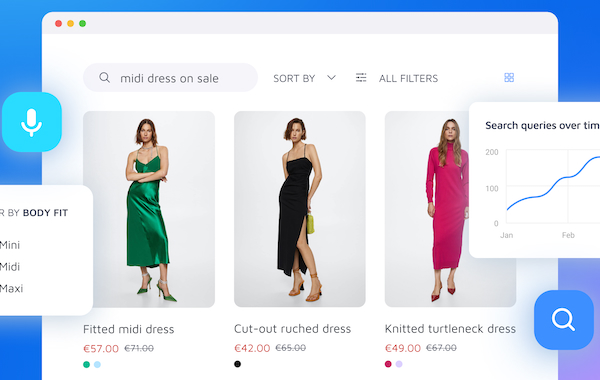 midi dress on sale
SORT BY
ALL FILTERS
Search queries over tim
200
100
0
Jan
Feb
R BY BODY FIT
Mini
Midi
Maxi
Fitted midi dress
€57.00 €71.00
Cut-out ruched dress
€42.00 €65.00
Knitted turtleneck dress
€49.00 €67.00